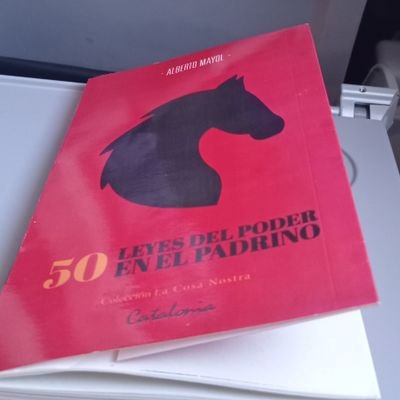 · ALBERTO MAYOL ·
50 LEYES DEL PODER
EN EL PADRINO
Colección La Cosa Nostra
Catalonia